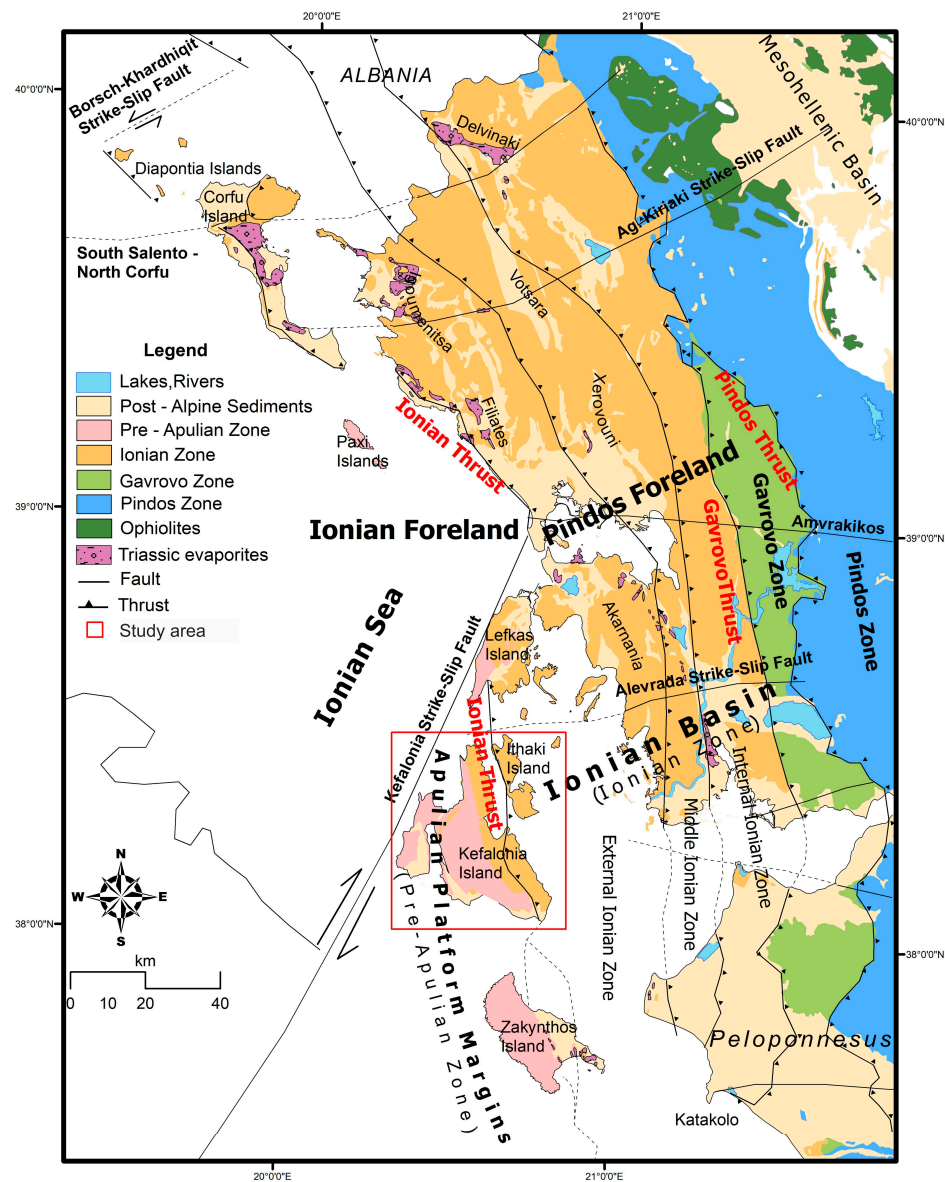 20°0'0"E
21°0'0"E
40°0'0"N
40°0'0"N
39°0'0"N
39°0'0"N
38°0'0"N
38°0'0"N
20°0'0"E
21°0'0"E
Borsch-Khardhiqit
Strike-Slip Fault
ALBANIA
Mesohellenic Basin
Delvinaki
Diapontia Islands
Corfu
Island
Ag. Kiriaki Strike-Slip Fault
South Salento -
North Corfu
Igoumenitsa
Votsara
Legend
Lakes,Rivers
Post - Alpine Sediments
Pre - Apulian Zone
Ionian Zone
Gavrovo Zone
Pindos Zone
Ophiolites
Triassic evaporites
Fault
Thrust
Study area
Paxi
Islands
Ionian Thrust
Filiates
Xerovouni
Pindos Thrust
Ionian Foreland
Pindos Foreland
Gavrovo Thrust
Gavrovo Zone
Amvrakikos
Pindos Zone
Ionian Sea
Kefalonia Strike-Slip Fault
Lefkas
Island
Akarnania
Alevrada Strike-Slip Fault
Ionian Thrust
Ithaki
Island
Ionian Basin
(Ionian Zone)
Apulian Platform Margins
(Pre-Apulian Zone)
Kefalonia
Island
External Ionian Zone
Middle Ionian Zone
Internal Ionian Zone
N
W
E
S
km
0
10
20
40
Zakynthos
Island
Peloponnesus
Katakolo